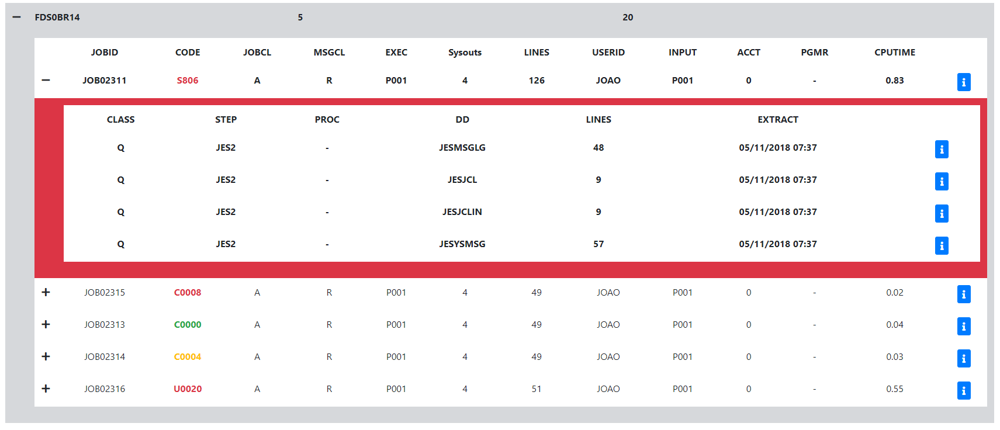 FDS0BR14 5 20
JOBID CODE JOBCL MSGCL EXEC Sysouts LINES USERID INPUT ACCT PGMR CPUTIME
JOB02311 S806 A R P001 4 126 JOAO P001 0 - 0.83
CLASS STEP PROC DD LINES EXTRACT
Q JES2 - JESMSGLG 48 05/11/2018 07:37
Q JES2 - JESJCL 9 05/11/2018 07:37
Q JES2 - JESJCLIN 9 05/11/2018 07:37
Q JES2 - JESYSMSG 57 05/11/2018 07:37
JOB02315 C0008 A R P001 4 49 JOAO P001 0 - 0.02
JOB02313 C0000 A R P001 4 49 JOAO P001 0 - 0.04
JOB02314 C0004 A R P001 4 49 JOAO P001 0 - 0.03
JOB02316 U0020 A R P001 4 51 JOAO P001 0 - 0.55